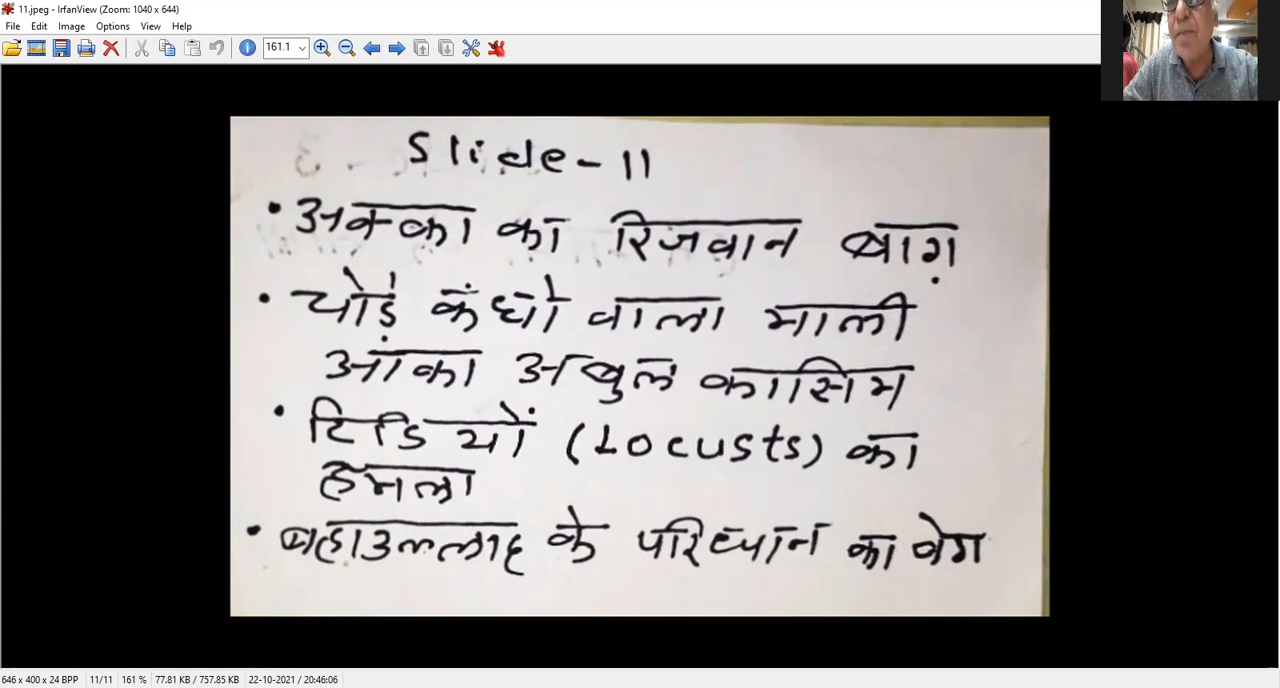 11.jpeg - IrfanView (Zoom: 1040 x 644)
File Edit Image Options View Help
161.1
Slide-11
• अक्का का रिजवान बाग़
• चोड़े कंधो वाला माली
आंका अबुल कासिम
• टिडियों (Locusts) का
हमला
• बहाउल्लाह के परिधान का वेग
646 x 400 x 24 BPP 11/11 161 % 77.81 KB / 757.85 KB 22-10-2021 / 20:46:06